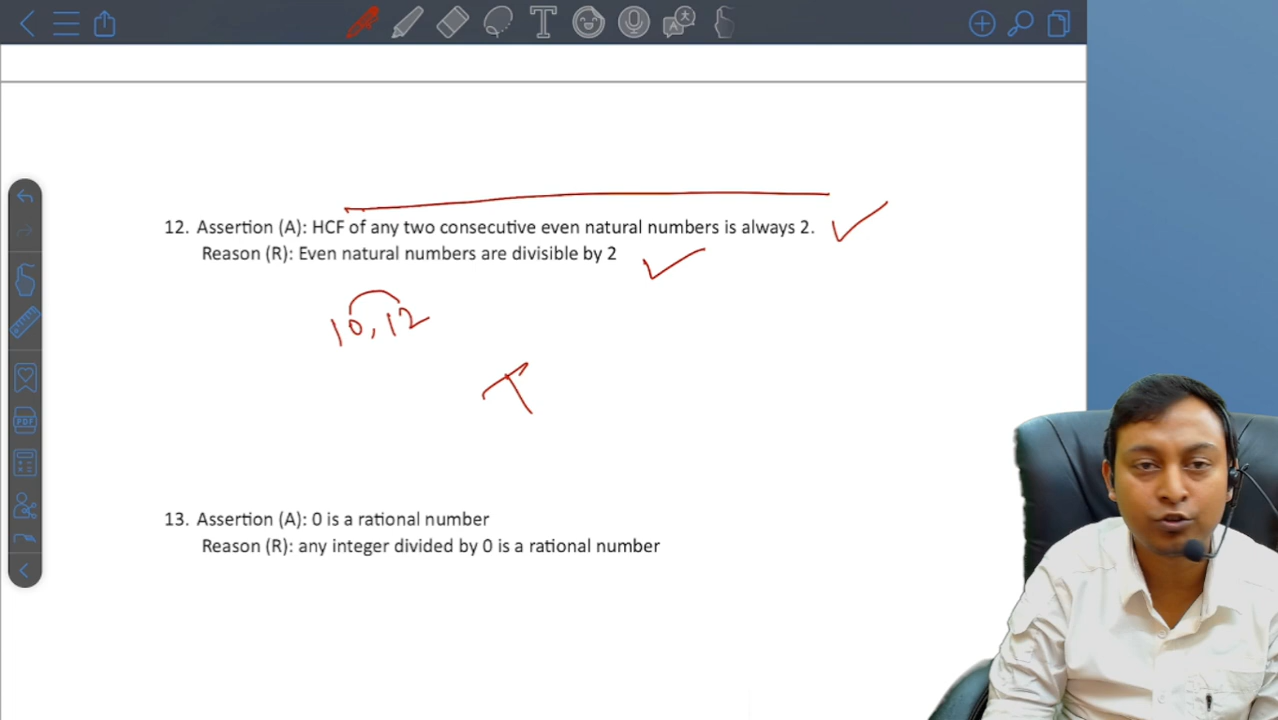 12. Assertion (A): HCF of any two consecutive even natural numbers is always 2.
Reason (R): Even natural numbers are divisible by 2
10, 12
T
13. Assertion (A): 0 is a rational number
Reason (R): any integer divided by 0 is a rational number